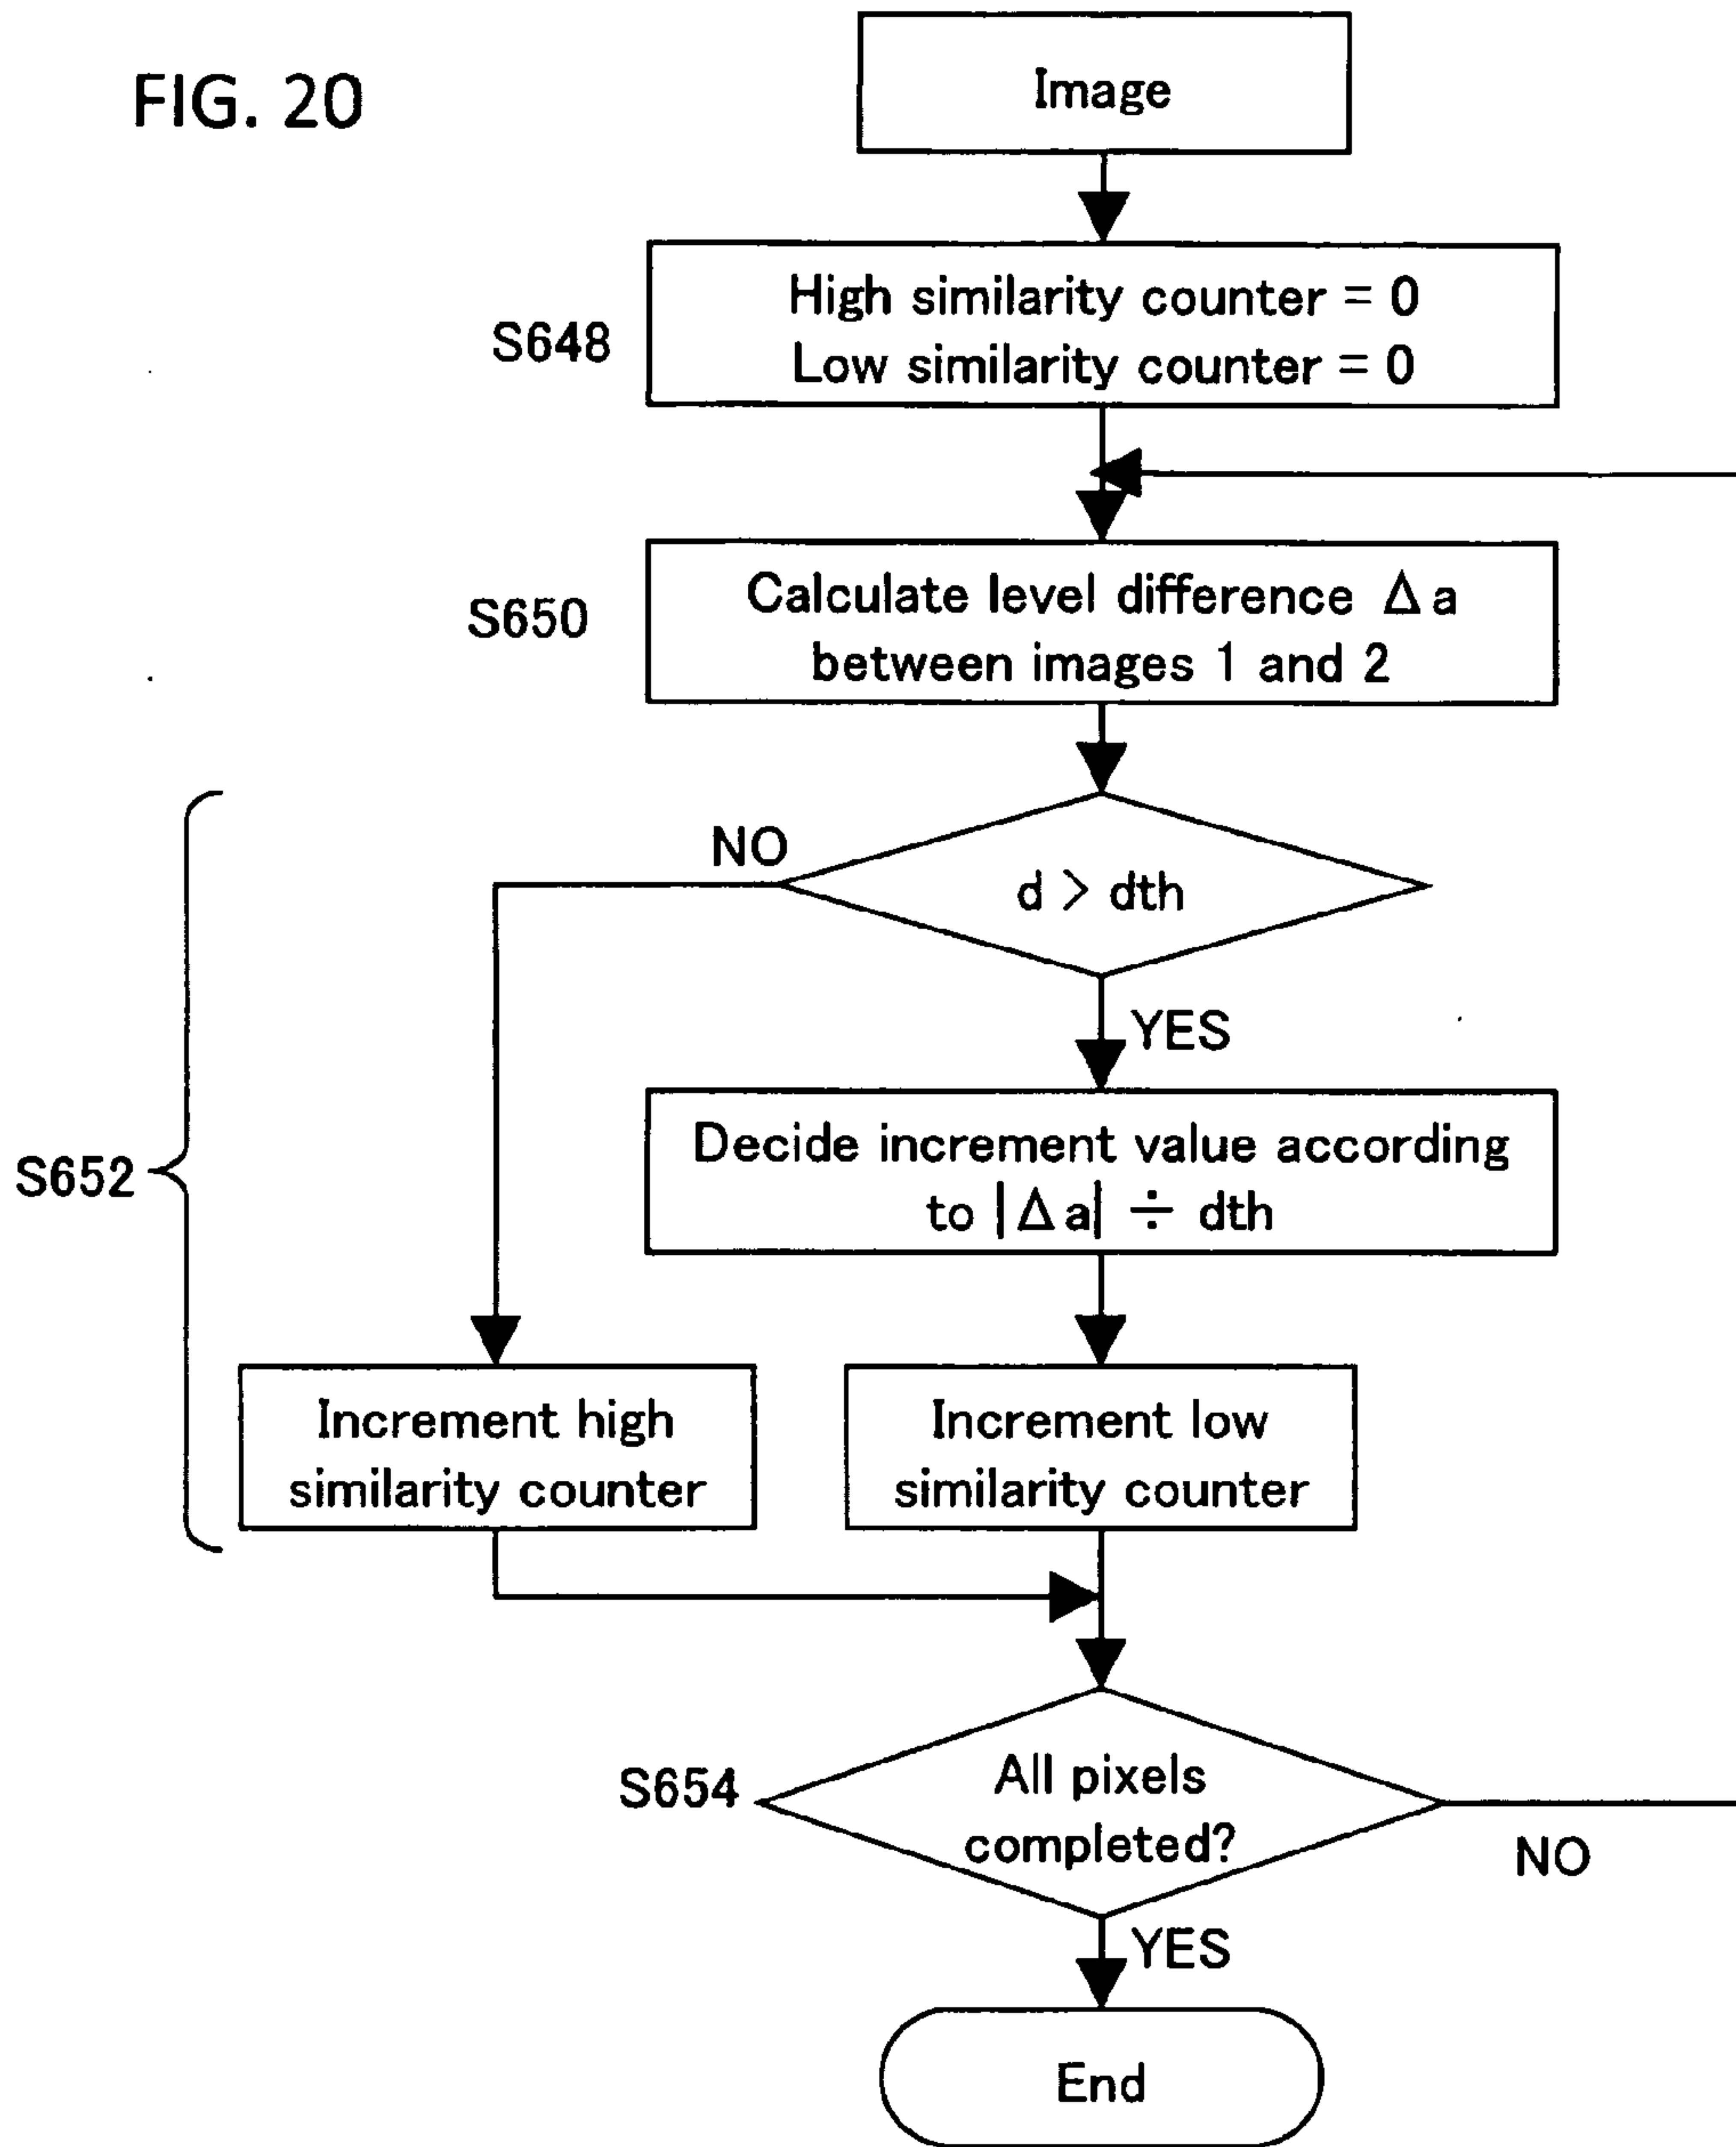 FIG. 20
Image
S648
High similarity counter = 0
Low similarity counter = 0
S650
Calculate level difference Δa
between images 1 and 2
S652
NO
d > dth
YES
Decide increment value according
to |Δa| ÷ dth
Increment high
similarity counter
Increment low
similarity counter
S654
All pixels
completed?
NO
YES
End